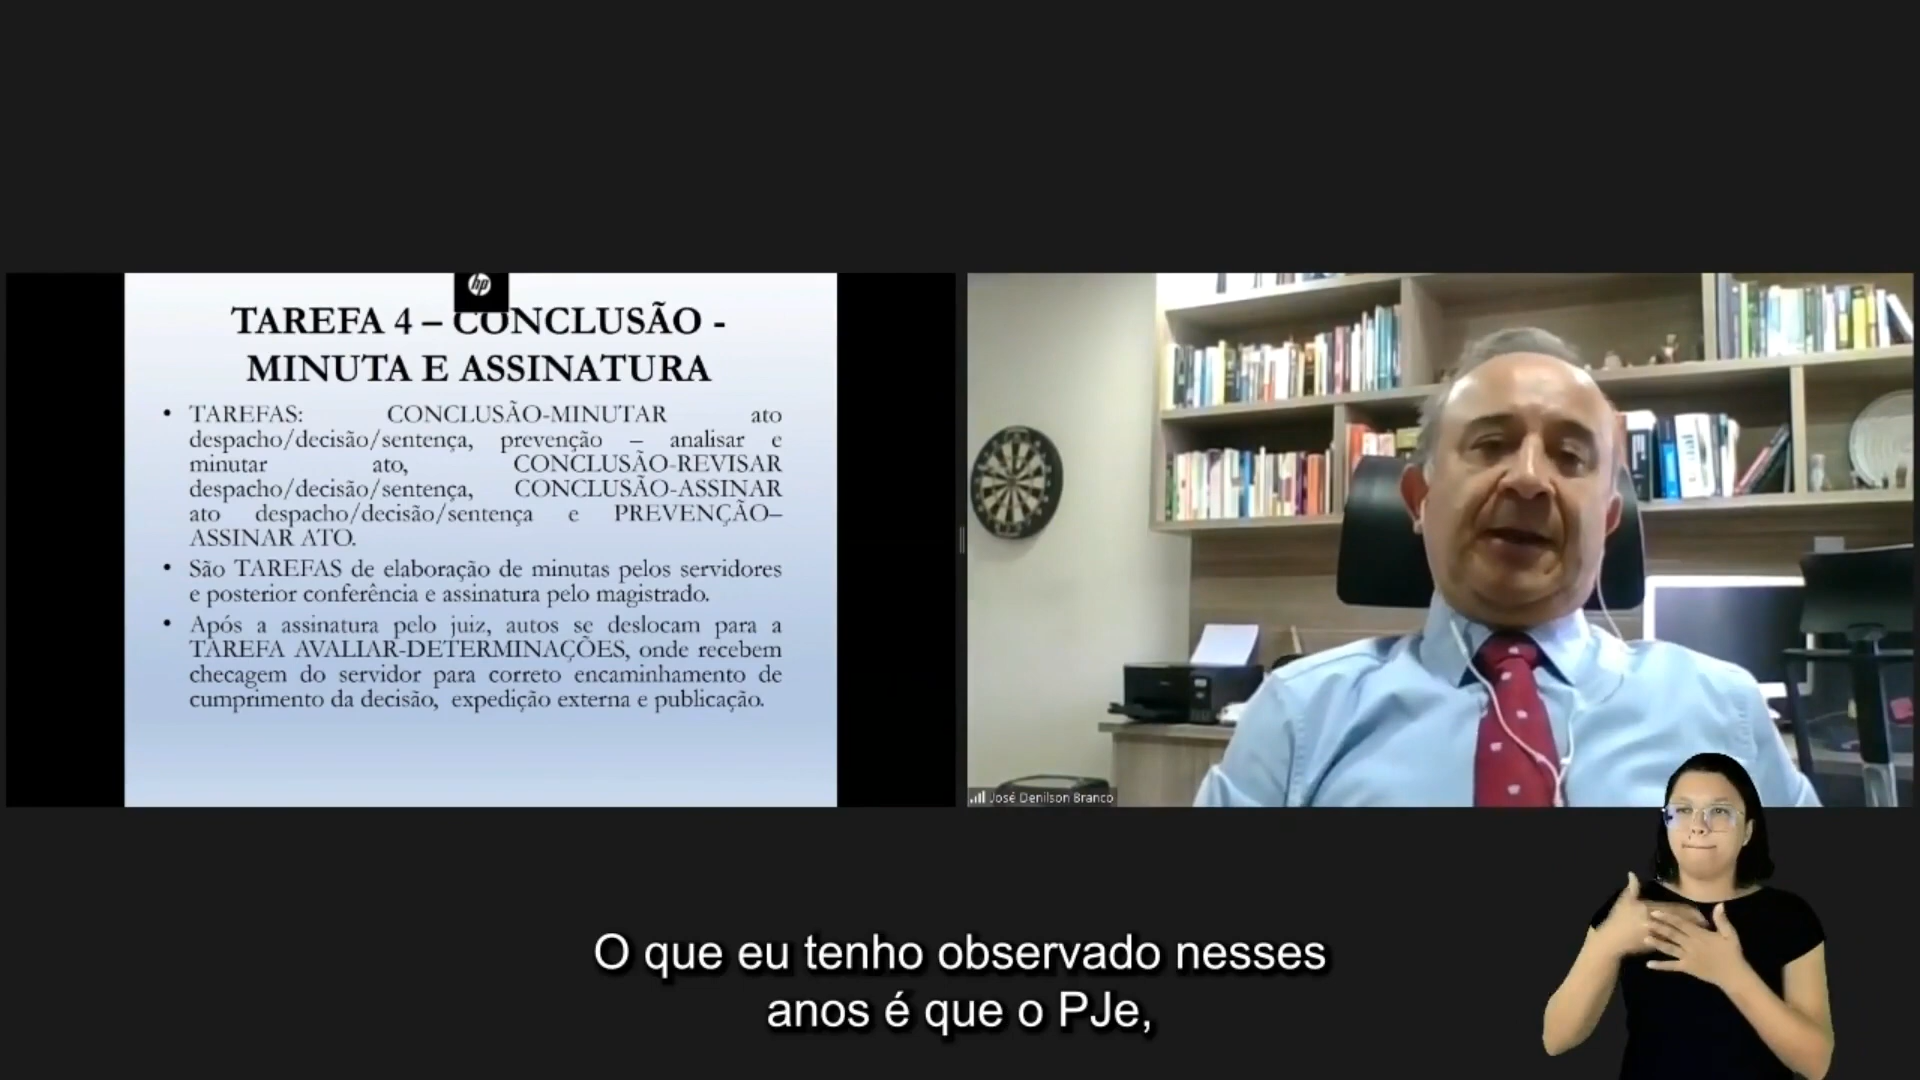 hp
TAREFA 4 – CONCLUSÃO -
MINUTA E ASSINATURA
• TAREFAS: CONCLUSÃO-MINUTAR ato
despacho/decisão/sentença, prevenção – analisar e
minutar ato, CONCLUSÃO-REVISAR
despacho/decisão/sentença, CONCLUSÃO-ASSINAR
ato despacho/decisão/sentença e PREVENÇÃO–
ASSINAR ATO.
• São TAREFAS de elaboração de minutas pelos servidores
e posterior conferência e assinatura pelo magistrado.
• Após a assinatura pelo juiz, autos se deslocam para a
TAREFA AVALIAR-DETERMINAÇÕES, onde recebem
checagem do servidor para correto encaminhamento de
cumprimento da decisão, expedição externa e publicação.
José Denilson Branco
O que eu tenho observado nesses
anos é que o PJe,